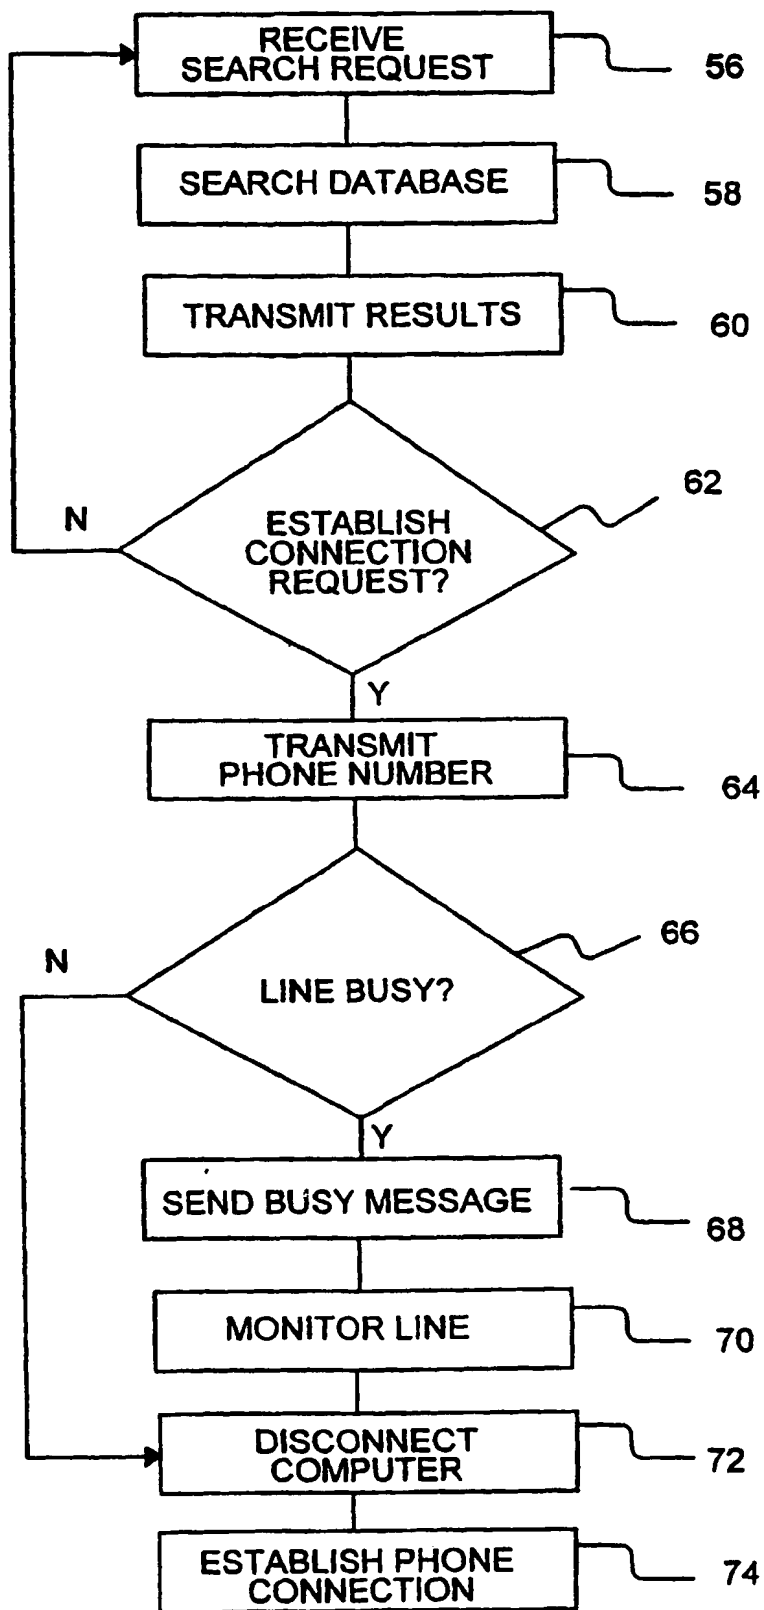 RECEIVE
SEARCH REQUEST
56
SEARCH DATABASE
58
TRANSMIT RESULTS
60
62
N
ESTABLISH
CONNECTION
REQUEST?
Y
TRANSMIT
PHONE NUMBER
64
66
N
LINE BUSY?
Y
SEND BUSY MESSAGE
68
MONITOR LINE
70
DISCONNECT
COMPUTER
72
ESTABLISH PHONE
CONNECTION
74